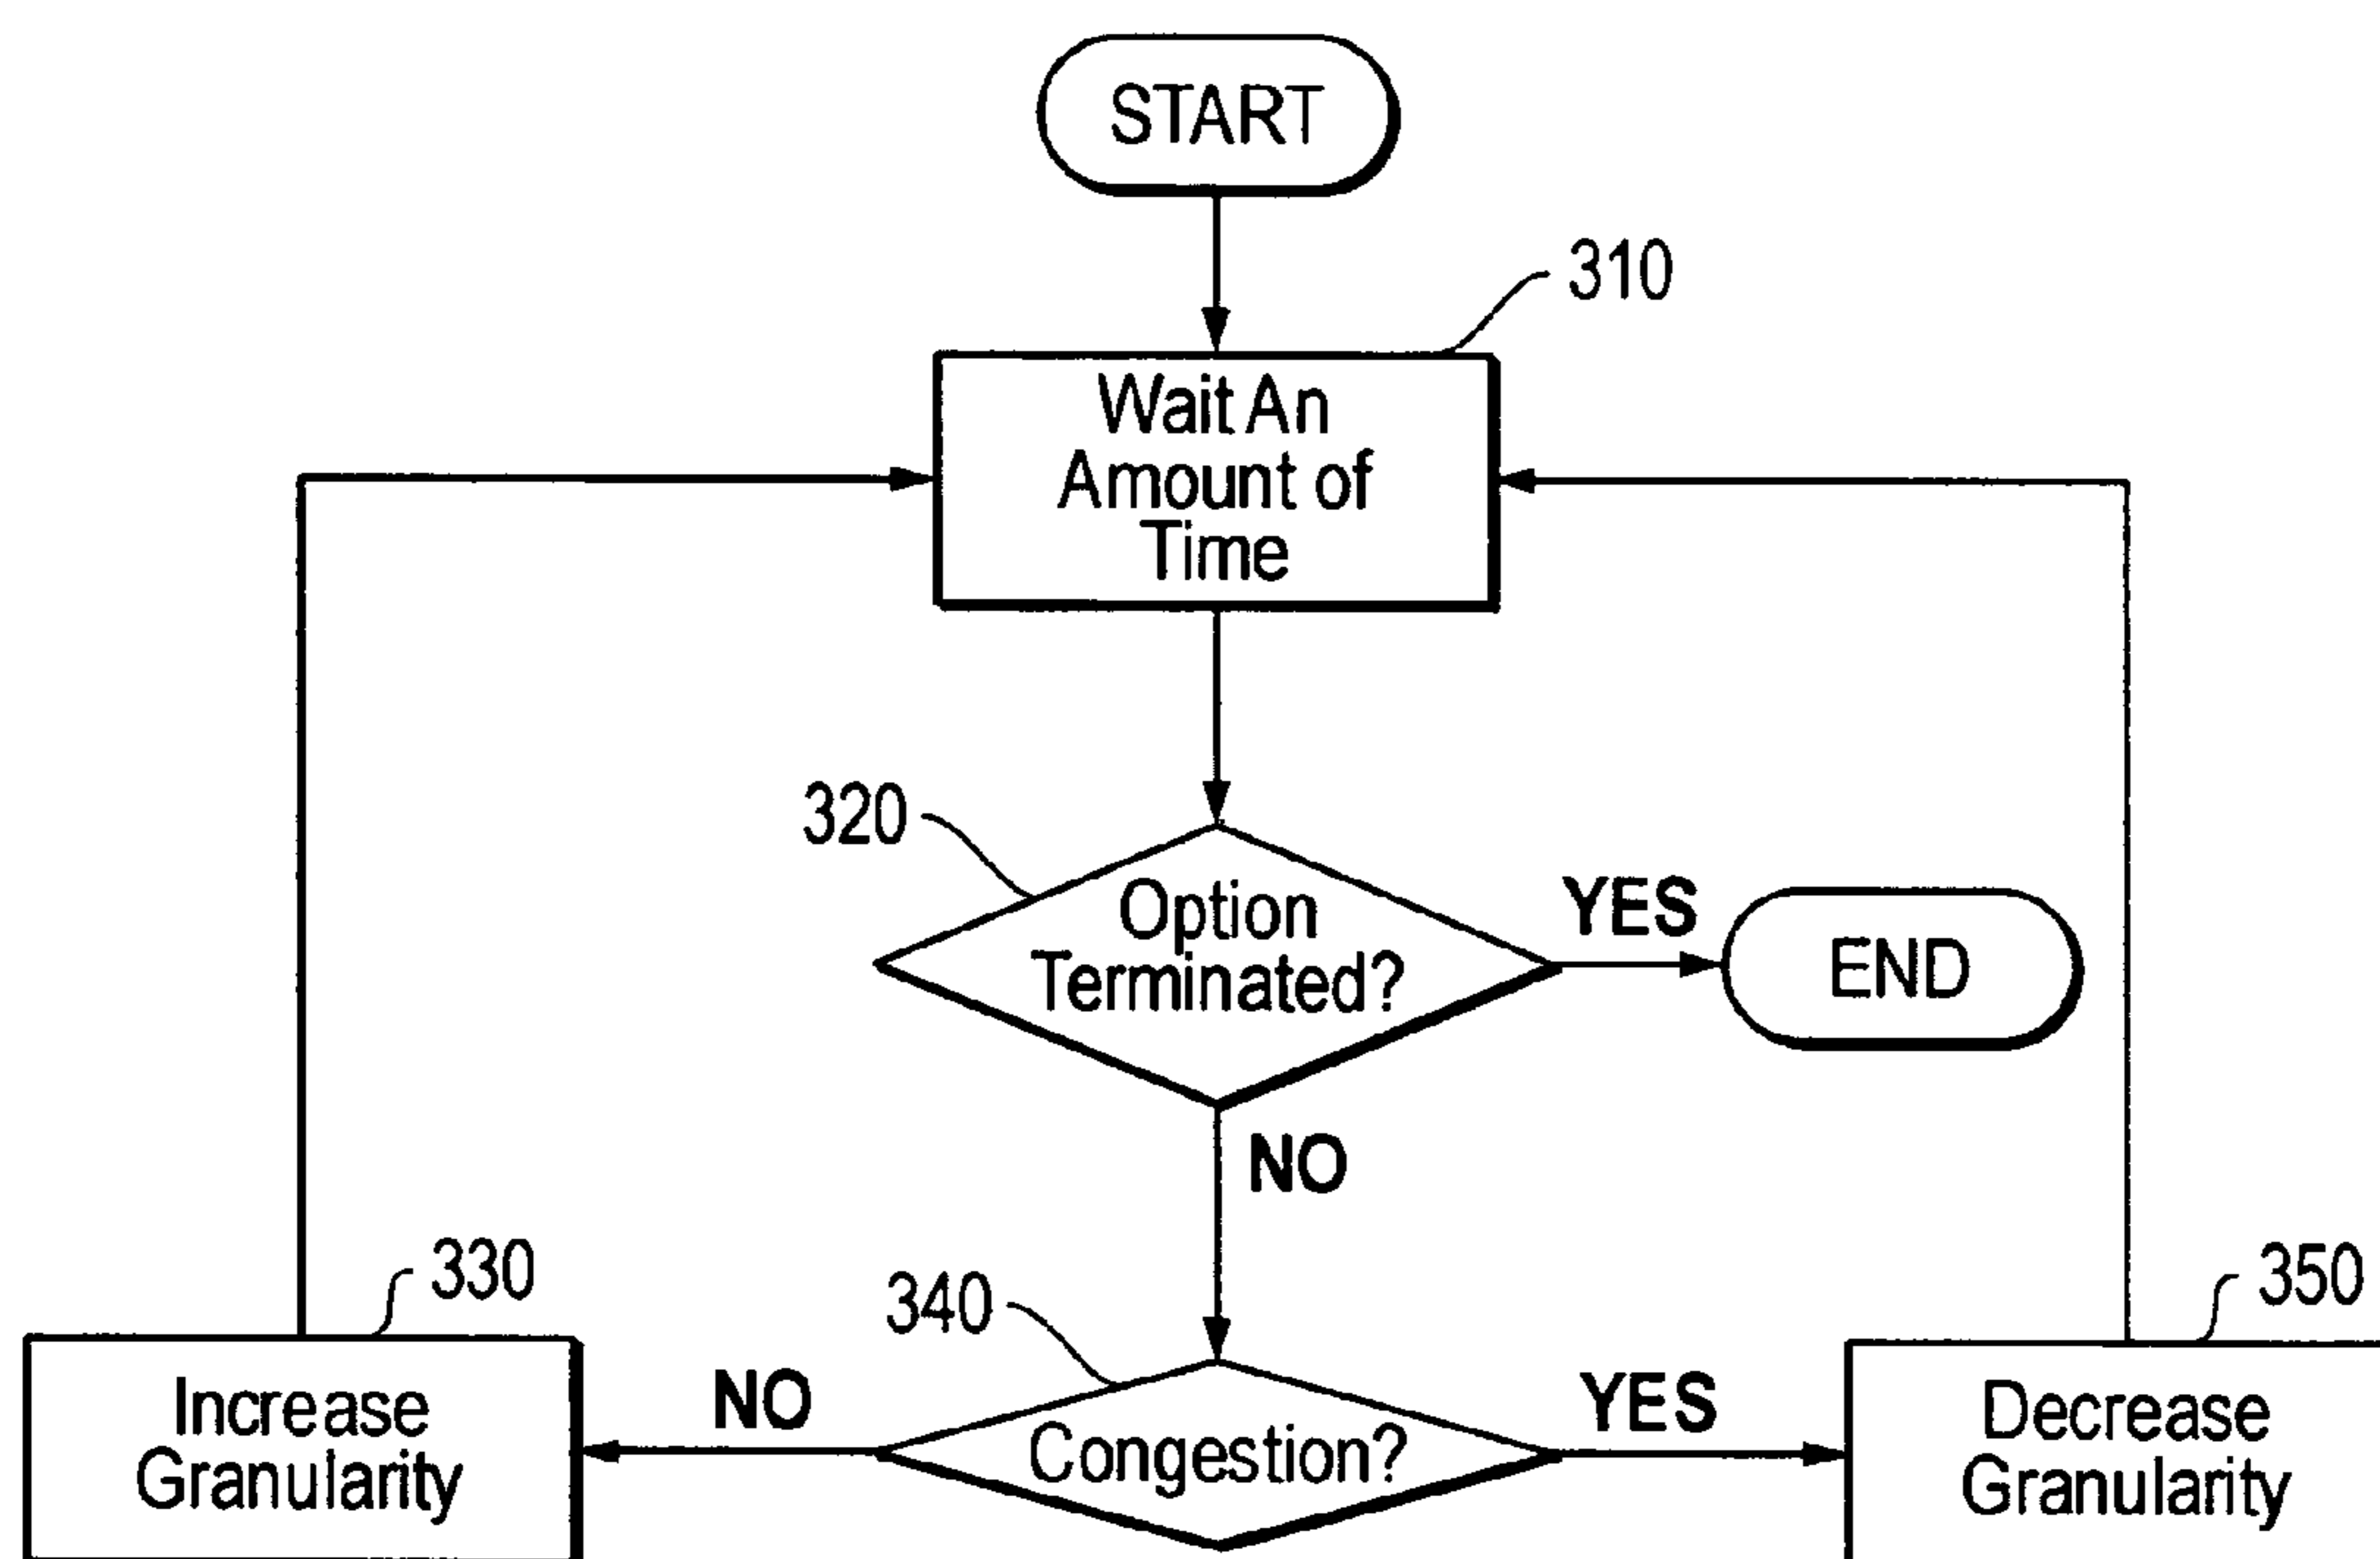 START
310
Wait An
Amount of
Time
320
Option
Terminated?
YES
END
NO
330
340
350
Increase
Granularity
NO
Congestion?
YES
Decrease
Granularity